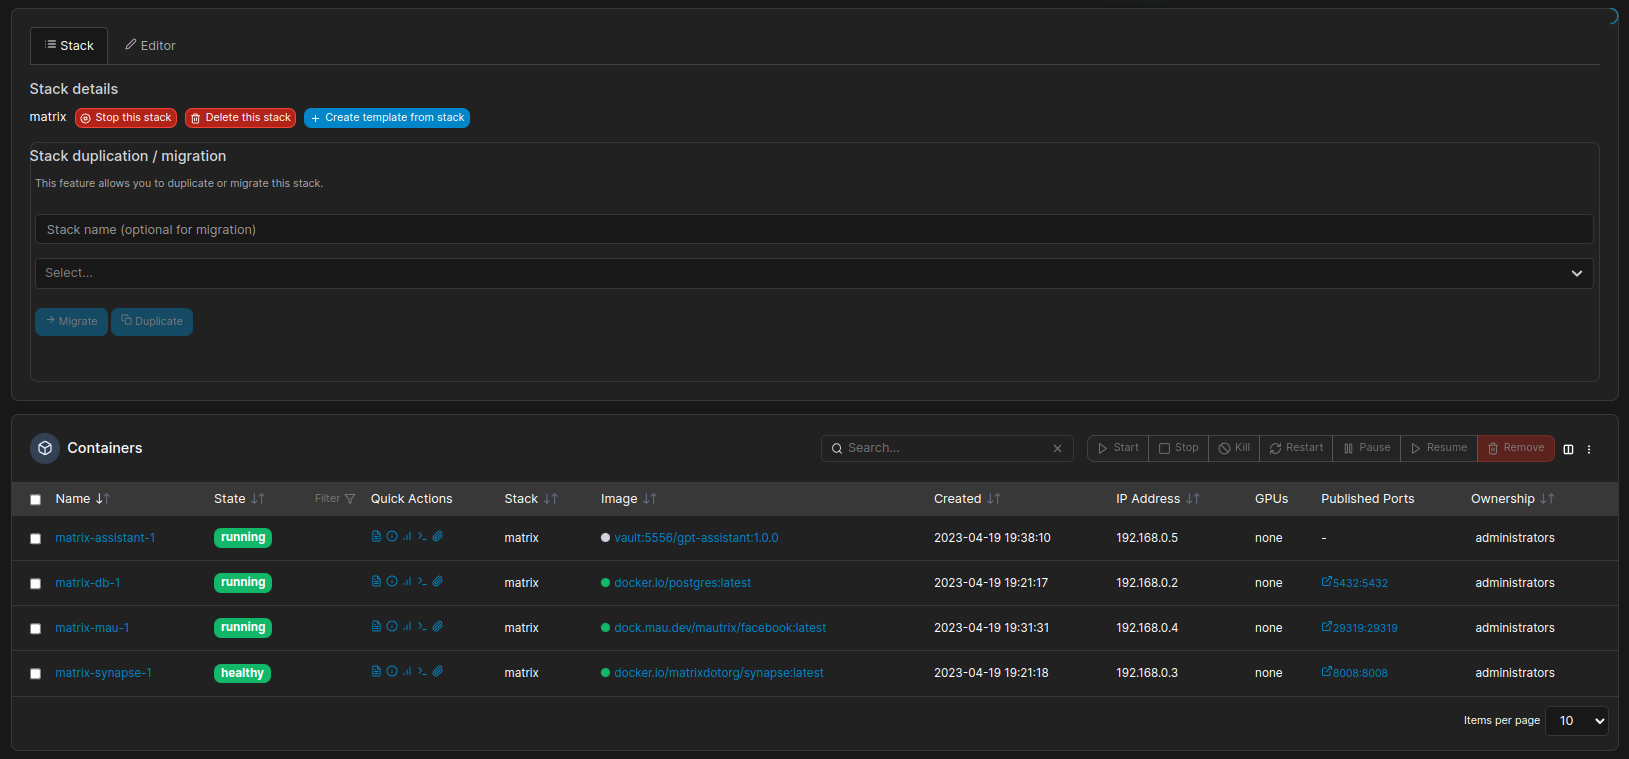 Stack Editor
Stack details
matrix Stop this stack Delete this stack Create template from stack
Stack duplication / migration
This feature allows you to duplicate or migrate this stack.
Stack name (optional for migration)
Select...
Migrate Duplicate
Containers Search... Start Stop Kill Restart Pause Resume Remove
Name State Filter Quick Actions Stack Image Created IP Address GPUs Published Ports Ownership
matrix-assistant-1 running matrix vault:5556/gpt-assistant:1.0.0 2023-04-19 19:38:10 192.168.0.5 none - administrators
matrix-db-1 running matrix docker.io/postgres:latest 2023-04-19 19:21:17 192.168.0.2 none 5432:5432 administrators
matrix-mau-1 running matrix dock.mau.dev/mautrix/facebook:latest 2023-04-19 19:31:31 192.168.0.4 none 29319:29319 administrators
matrix-synapse-1 healthy matrix docker.io/matrixdotorg/synapse:latest 2023-04-19 19:21:18 192.168.0.3 none 8008:8008 administrators
Items per page 10